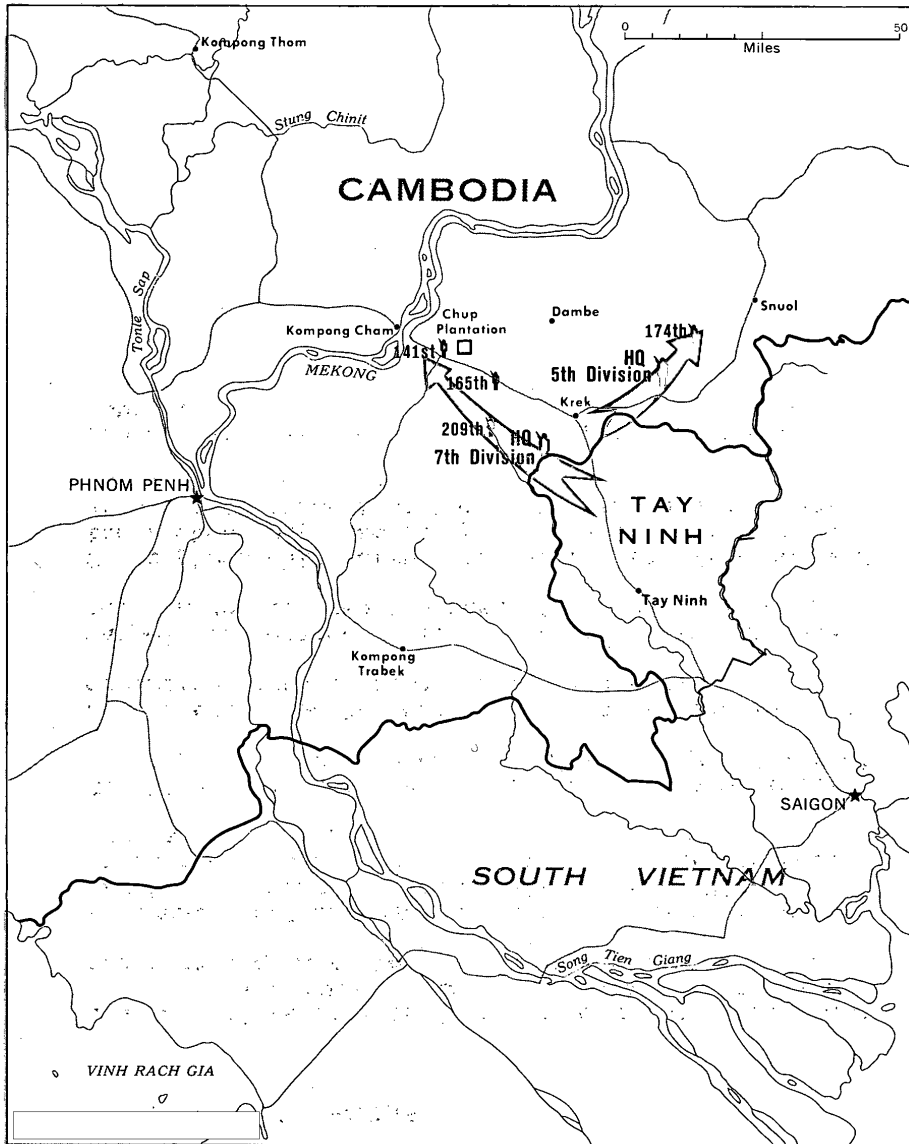 0 50
Miles
Kompong Thom
Stung Chinit
CAMBODIA
Tonle Sap
Kompong Cham
Chup
Plantation
Dambe
Snuol
MEKONG
141st
174th
165th
HQ
5th Division
Krek
209th
HQ
7th Division
PHNOM PENH
TAY
NINH
Tay Ninh
Kompong
Trabek
SAIGON
SOUTH VIETNAM
Song Tien Giang
VINH RACH GIA